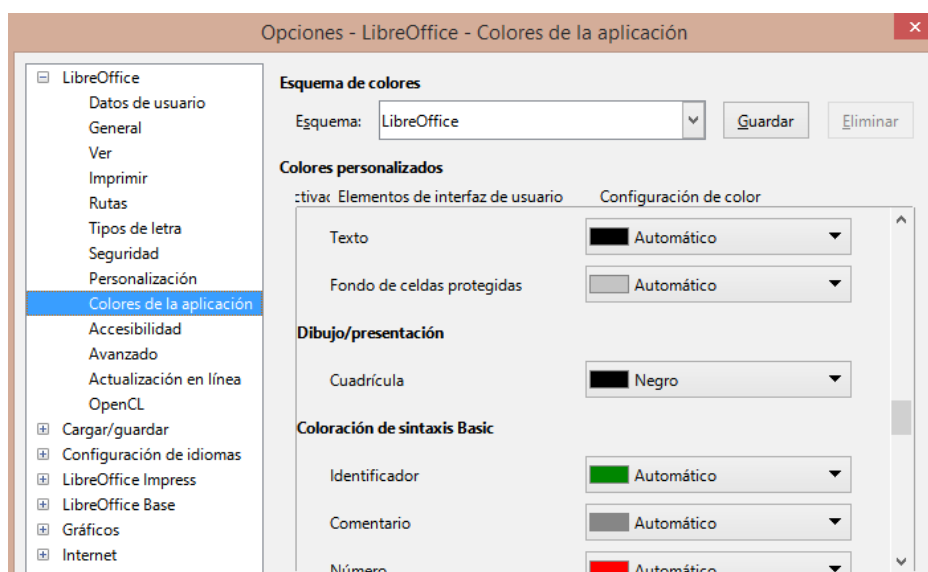 Opciones - LibreOffice - Colores de la aplicación
LibreOffice
Datos de usuario
General
Ver
Imprimir
Rutas
Tipos de letra
Seguridad
Personalización
Colores de la aplicación
Accesibilidad
Avanzado
Actualización en línea
OpenCL
Cargar/guardar
Configuración de idiomas
LibreOffice Impress
LibreOffice Base
Gráficos
Internet
Esquema de colores
Esquema: LibreOffice Guardar Eliminar
Colores personalizados
Elementos de interfaz de usuario Configuración de color
Texto Automático
Fondo de celdas protegidas Automático
Dibujo/presentación
Cuadrícula Negro
Coloración de sintaxis Basic
Identificador Automático
Comentario Automático
Número Automático